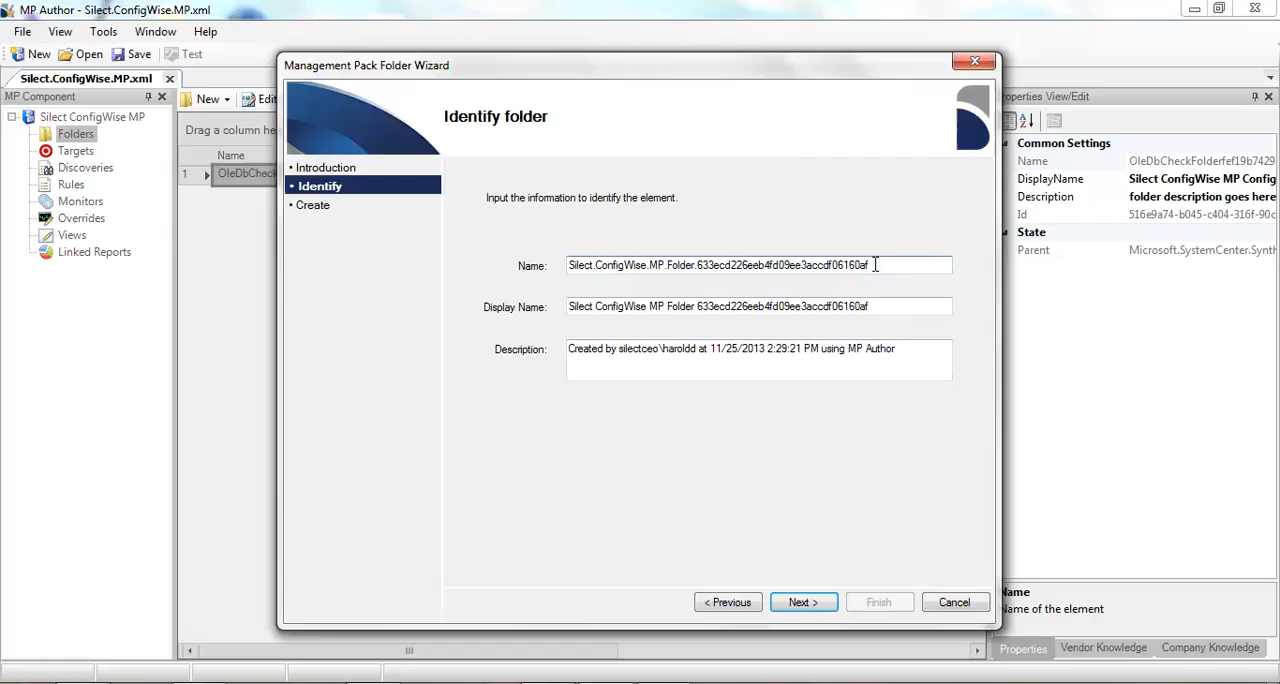 MP Author - Silect.ConfigWise.MP.xml
File View Tools Window Help
New Open Save Test
Silect.ConfigWise.MP.xml
MP Component
Silect ConfigWise MP
Folders
Targets
Discoveries
Rules
Monitors
Overrides
Views
Linked Reports
New Edi
Drag a column he
Name
1 OleDbCheck
Management Pack Folder Wizard
Identify folder
• Introduction
• Identify
• Create
Input the information to identify the element.
Name: Silect.ConfigWise.MP.Folder.633ecd226eeb4fd09ee3accdf06160af
Display Name: Silect ConfigWise MP Folder 633ecd226eeb4fd09ee3accdf06160af
Description: Created by silectceo\haroldd at 11/25/2013 2:29:21 PM using MP Author
< Previous Next > Finish Cancel
roperties View/Edit
Common Settings
Name OleDbCheckFolderfef19b7429
DisplayName Silect ConfigWise MP Config
Description folder description goes here
Id 516e9a74-b045-c404-316f-90c
State
Parent Microsoft.SystemCenter.Synth
Name
Name of the element
Properties Vendor Knowledge Company Knowledge